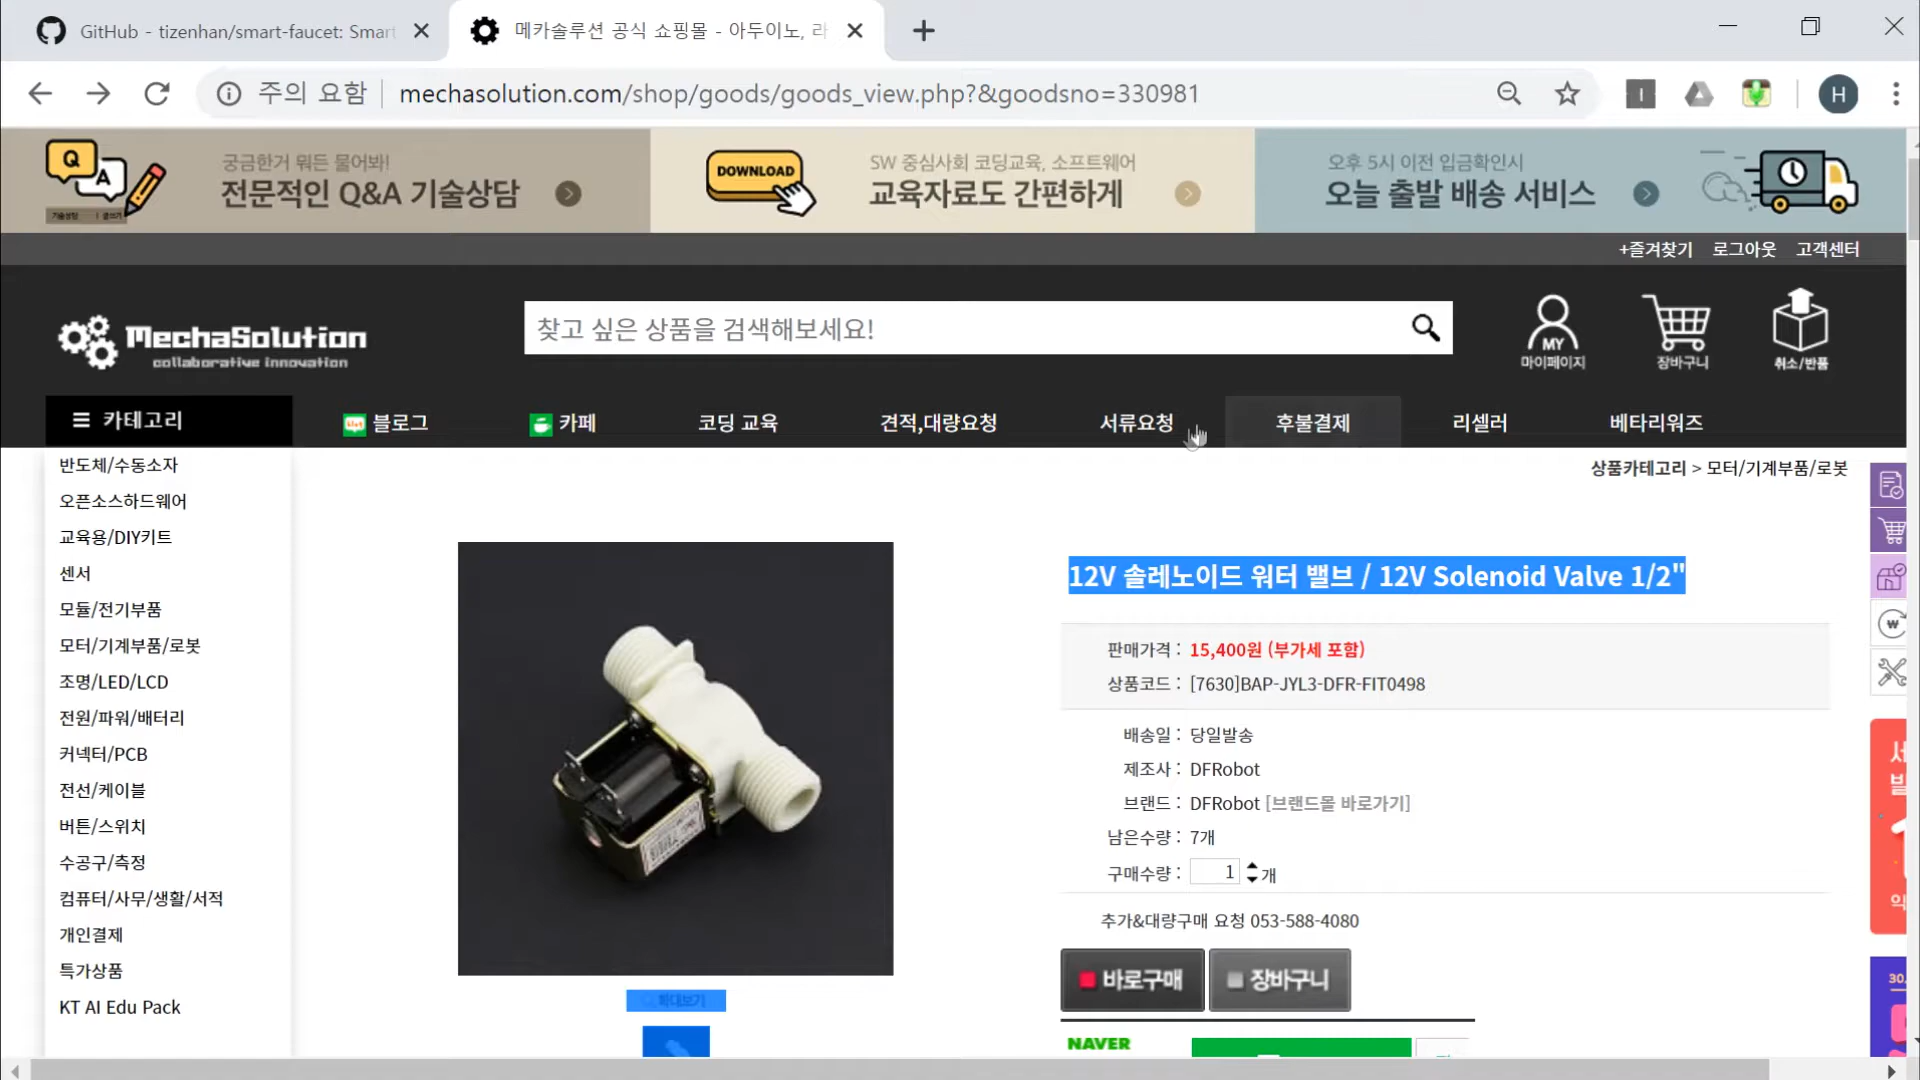 GitHub - tizenhan/smart-faucet: Smart
메카솔루션 공식 쇼핑몰 - 아두이노, 라
주의 요함
mechasolution.com/shop/goods/goods_view.php?&goodsno=330981
I
H
Q
A
궁금한거 뭐든 물어봐!
전문적인 Q&A 기술상담
DOWNLOAD
SW 중심사회 코딩교육, 소프트웨어
교육자료도 간편하게
오후 5시 이전 입금확인시
오늘 출발 배송 서비스
+즐겨찾기 로그아웃 고객센터
MechaSolution
collaborative innovation
찾고 싶은 상품을 검색해보세요!
MY
마이페이지
장바구니
취소/반품
카테고리
블로그
카페
코딩 교육
견적,대량요청
서류요청
후불결제
리셀러
베타리워즈
상품카테고리 > 모터/기계부품/로봇
반도체/수동소자
오픈소스하드웨어
교육용/DIY키트
센서
모듈/전기부품
모터/기계부품/로봇
조명/LED/LCD
전원/파워/배터리
커넥터/PCB
전선/케이블
버튼/스위치
수공구/측정
컴퓨터/사무/생활/서적
개인결제
특가상품
KT AI Edu Pack
12V 솔레노이드 워터 밸브 / 12V Solenoid Valve 1/2"
판매가격 : 15,400원 (부가세 포함)
상품코드 : [7630]BAP-JYL3-DFR-FIT0498
배송일 : 당일발송
제조사 : DFRobot
브랜드 : DFRobot [브랜드몰 바로가기]
남은수량 : 7개
구매수량 : 1 개
추가&대량구매 요청 053-588-4080
바로구매
장바구니
확대보기
NAVER
₩
30